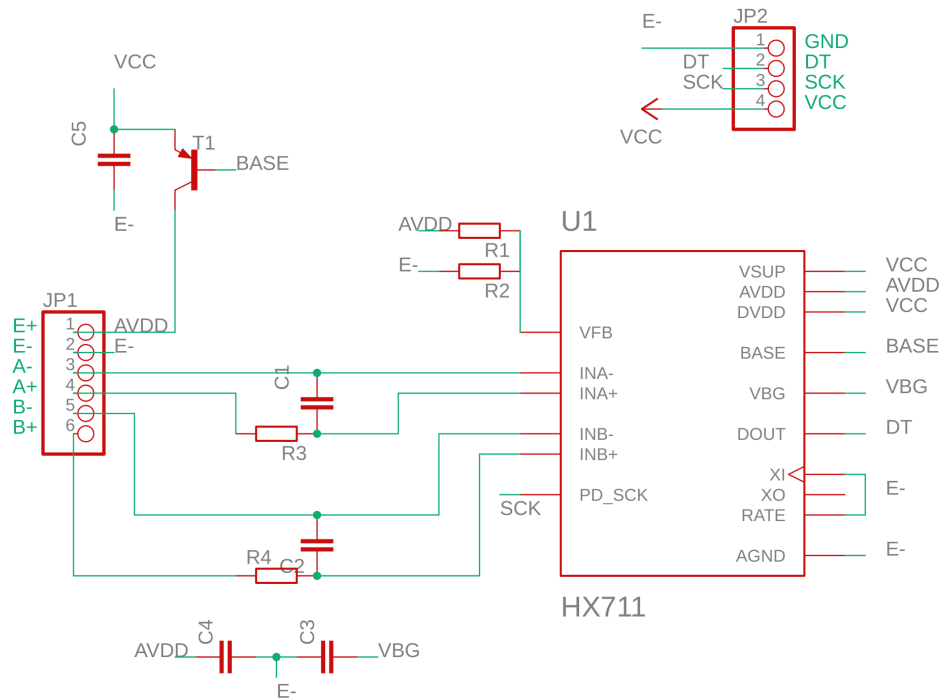 E-
JP2
1
GND
DT
2
DT
SCK
3
SCK
4
VCC
VCC
VCC
C5
T1
BASE
E-
AVDD
R1
E-
R2
U1
JP1
E+
1
AVDD
E-
2
E-
A-
3
A+
4
B-
5
B+
6
C1
R3
R4
C2
VFB
INA-
INA+
INB-
INB+
PD_SCK
SCK
VSUP
VCC
AVDD
AVDD
DVDD
VCC
BASE
BASE
VBG
VBG
DOUT
DT
XI
XO
E-
RATE
AGND
E-
HX711
AVDD
C4
C3
VBG
E-